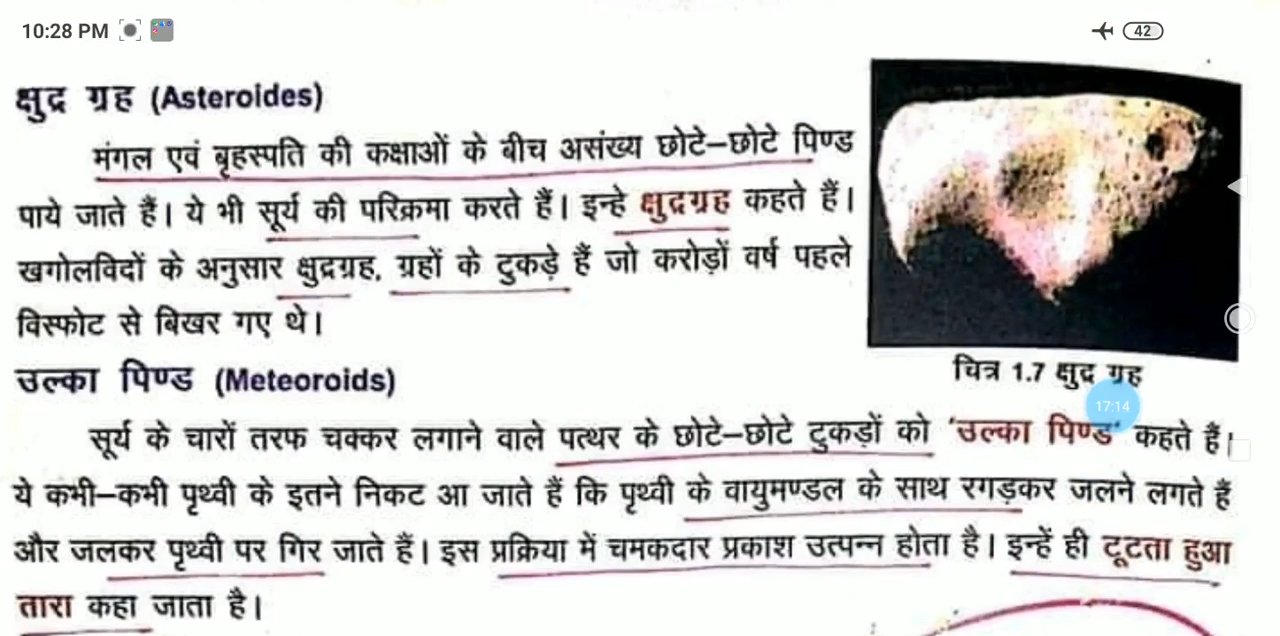 10:28 PM
42
क्षुद्र ग्रह (Asteroides)
मंगल एवं बृहस्पति की कक्षाओं के बीच असंख्य छोटे–छोटे पिण्ड
पाये जाते हैं। ये भी सूर्य की परिक्रमा करते हैं। इन्हे क्षुद्रग्रह कहते हैं।
खगोलविदों के अनुसार क्षुद्रग्रह, ग्रहों के टुकड़े हैं जो करोड़ों वर्ष पहले
विस्फोट से बिखर गए थे।
चित्र 1.7 क्षुद्र ग्रह
17:14
उल्का पिण्ड (Meteoroids)
सूर्य के चारों तरफ चक्कर लगाने वाले पत्थर के छोटे–छोटे टुकड़ों को 'उल्का पिण्ड' कहते हैं।
ये कभी–कभी पृथ्वी के इतने निकट आ जाते हैं कि पृथ्वी के वायुमण्डल के साथ रगड़कर जलने लगते हैं
और जलकर पृथ्वी पर गिर जाते हैं। इस प्रक्रिया में चमकदार प्रकाश उत्पन्न होता है। इन्हें ही टूटता हुआ
तारा कहा जाता है।